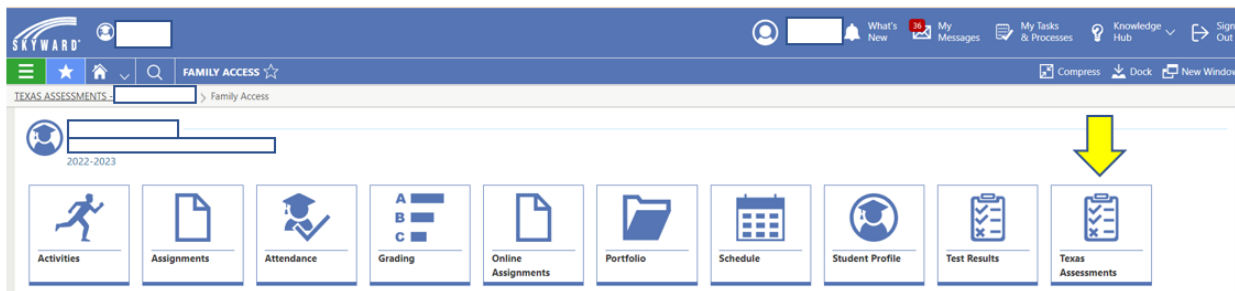 SKYWARD®
What's New
36
My Messages
My Tasks & Processes
Knowledge Hub
Sign Out
FAMILY ACCESS
Compress
Dock
New Window
TEXAS ASSESSMENTS -
Family Access
2022-2023
A
B
C
Activities
Assignments
Attendance
Grading
Online
Assignments
Portfolio
Schedule
Student Profile
Test Results
Texas
Assessments